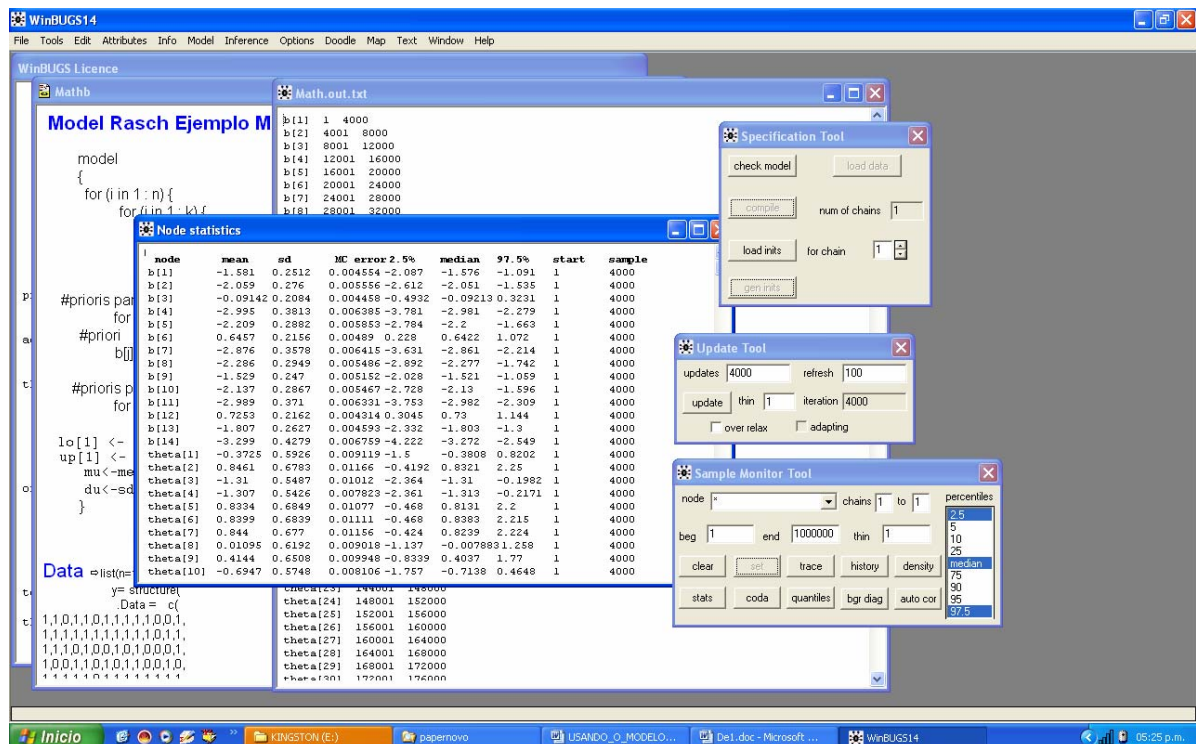 WinBUGS14
File Tools Edit Attributes Info Model Inference Options Doodle Map Text Window Help
WinBUGS Licence
Mathb
Model Rasch Ejemplo M
model
{
for (i in 1 : n) {
for (j in 1 : k) {
#prioris par
for
#priori
b[j]
#prioris p
for
lo[1] <-
up[1] <-
mu<-me
du<-sd
}
Data ⇨list(n=
y= structure(
.Data = c(
1,1,0,1,1,0,1,1,1,1,1,0,0,1,
1,1,1,1,1,1,1,1,1,1,1,0,1,1,
1,1,1,0,1,0,0,1,0,1,0,0,0,1,
1,0,0,1,1,0,1,0,1,1,0,0,1,0,
Math.out.txt
b[1] 1 4000
b[2] 4001 8000
b[3] 8001 12000
b[4] 12001 16000
b[5] 16001 20000
b[6] 20001 24000
b[7] 24001 28000
b[8] 28001 32000
Node statistics
node mean sd MC error 2.5% median 97.5% start sample
b[1] -1.581 0.2512 0.004554 -2.087 -1.576 -1.091 1 4000
b[2] -2.059 0.276 0.005556 -2.612 -2.051 -1.535 1 4000
b[3] -0.09142 0.2084 0.004458 -0.4932 -0.09213 0.3231 1 4000
b[4] -2.995 0.3813 0.006385 -3.781 -2.981 -2.279 1 4000
b[5] -2.209 0.2882 0.005853 -2.784 -2.2 -1.663 1 4000
b[6] 0.6457 0.2156 0.00489 0.228 0.6422 1.072 1 4000
b[7] -2.876 0.3578 0.006415 -3.631 -2.861 -2.214 1 4000
b[8] -2.286 0.2949 0.005486 -2.892 -2.277 -1.742 1 4000
b[9] -1.529 0.247 0.005152 -2.028 -1.521 -1.059 1 4000
b[10] -2.137 0.2867 0.005467 -2.728 -2.13 -1.596 1 4000
b[11] -2.989 0.371 0.006331 -3.753 -2.982 -2.309 1 4000
b[12] 0.7253 0.2162 0.004314 0.3045 0.73 1.144 1 4000
b[13] -1.807 0.2627 0.004593 -2.332 -1.803 -1.3 1 4000
b[14] -3.299 0.4279 0.006759 -4.222 -3.272 -2.549 1 4000
theta[1] -0.3725 0.5926 0.009119 -1.5 -0.3808 0.8202 1 4000
theta[2] 0.8461 0.6783 0.01166 -0.4192 0.8321 2.25 1 4000
theta[3] -1.31 0.5487 0.01012 -2.364 -1.31 -0.1982 1 4000
theta[4] -1.307 0.5426 0.007823 -2.361 -1.313 -0.2171 1 4000
theta[5] 0.8334 0.6849 0.01077 -0.468 0.8131 2.2 1 4000
theta[6] 0.8399 0.6839 0.01111 -0.468 0.8383 2.215 1 4000
theta[7] 0.844 0.677 0.01156 -0.424 0.8239 2.224 1 4000
theta[8] 0.01095 0.6192 0.009018 -1.137 -0.007883 1.258 1 4000
theta[9] 0.4144 0.6508 0.009948 -0.8339 0.4037 1.77 1 4000
theta[10] -0.6947 0.5748 0.008106 -1.757 -0.7138 0.4648 1 4000
theta[23] 144001 148000
theta[24] 148001 152000
theta[25] 152001 156000
theta[26] 156001 160000
theta[27] 160001 164000
theta[28] 164001 168000
theta[29] 168001 172000
theta[30] 172001 176000
Specification Tool
check model load data
compile num of chains 1
load inits for chain 1
gen inits
Update Tool
updates 4000 refresh 100
update thin 1 iteration 4000
over relax adapting
Sample Monitor Tool
node * chains 1 to 1 percentiles
beg 1 end 1000000 thin 1
clear set trace history density
stats coda quantiles bgr diag auto cor
2.5
5
10
25
median
75
90
95
97.5
Inicio KINGSTON (E:) papernovo USANDO_O_MODELO... De1.doc - Microsoft ... WinBUGS14 05:25 p.m.